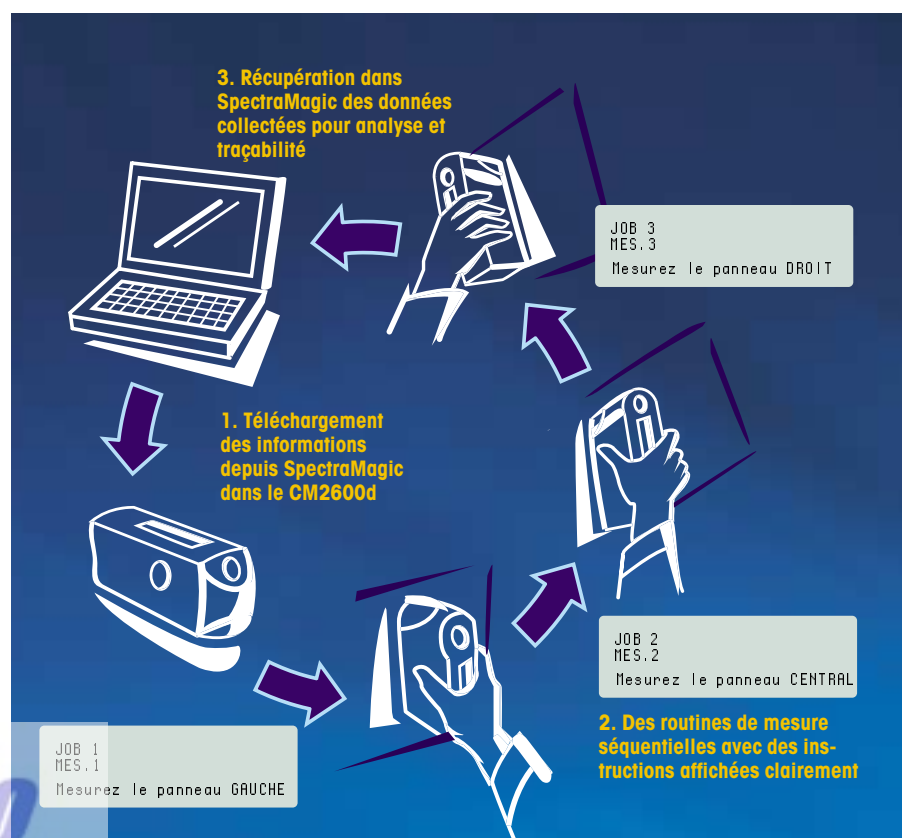 3. Récupération dans
SpectraMagic des données
collectées pour analyse et
traçabilité
JOB 3
MES.3
Mesurez le panneau DROIT
1. Téléchargement
des informations
depuis SpectraMagic
dans le CM2600d
JOB 2
MES.2
Mesurez le panneau CENTRAL
2. Des routines de mesure
séquentielles avec des ins-
tructions affichées clairement
JOB 1
MES.1
Mesurez le panneau GAUCHE